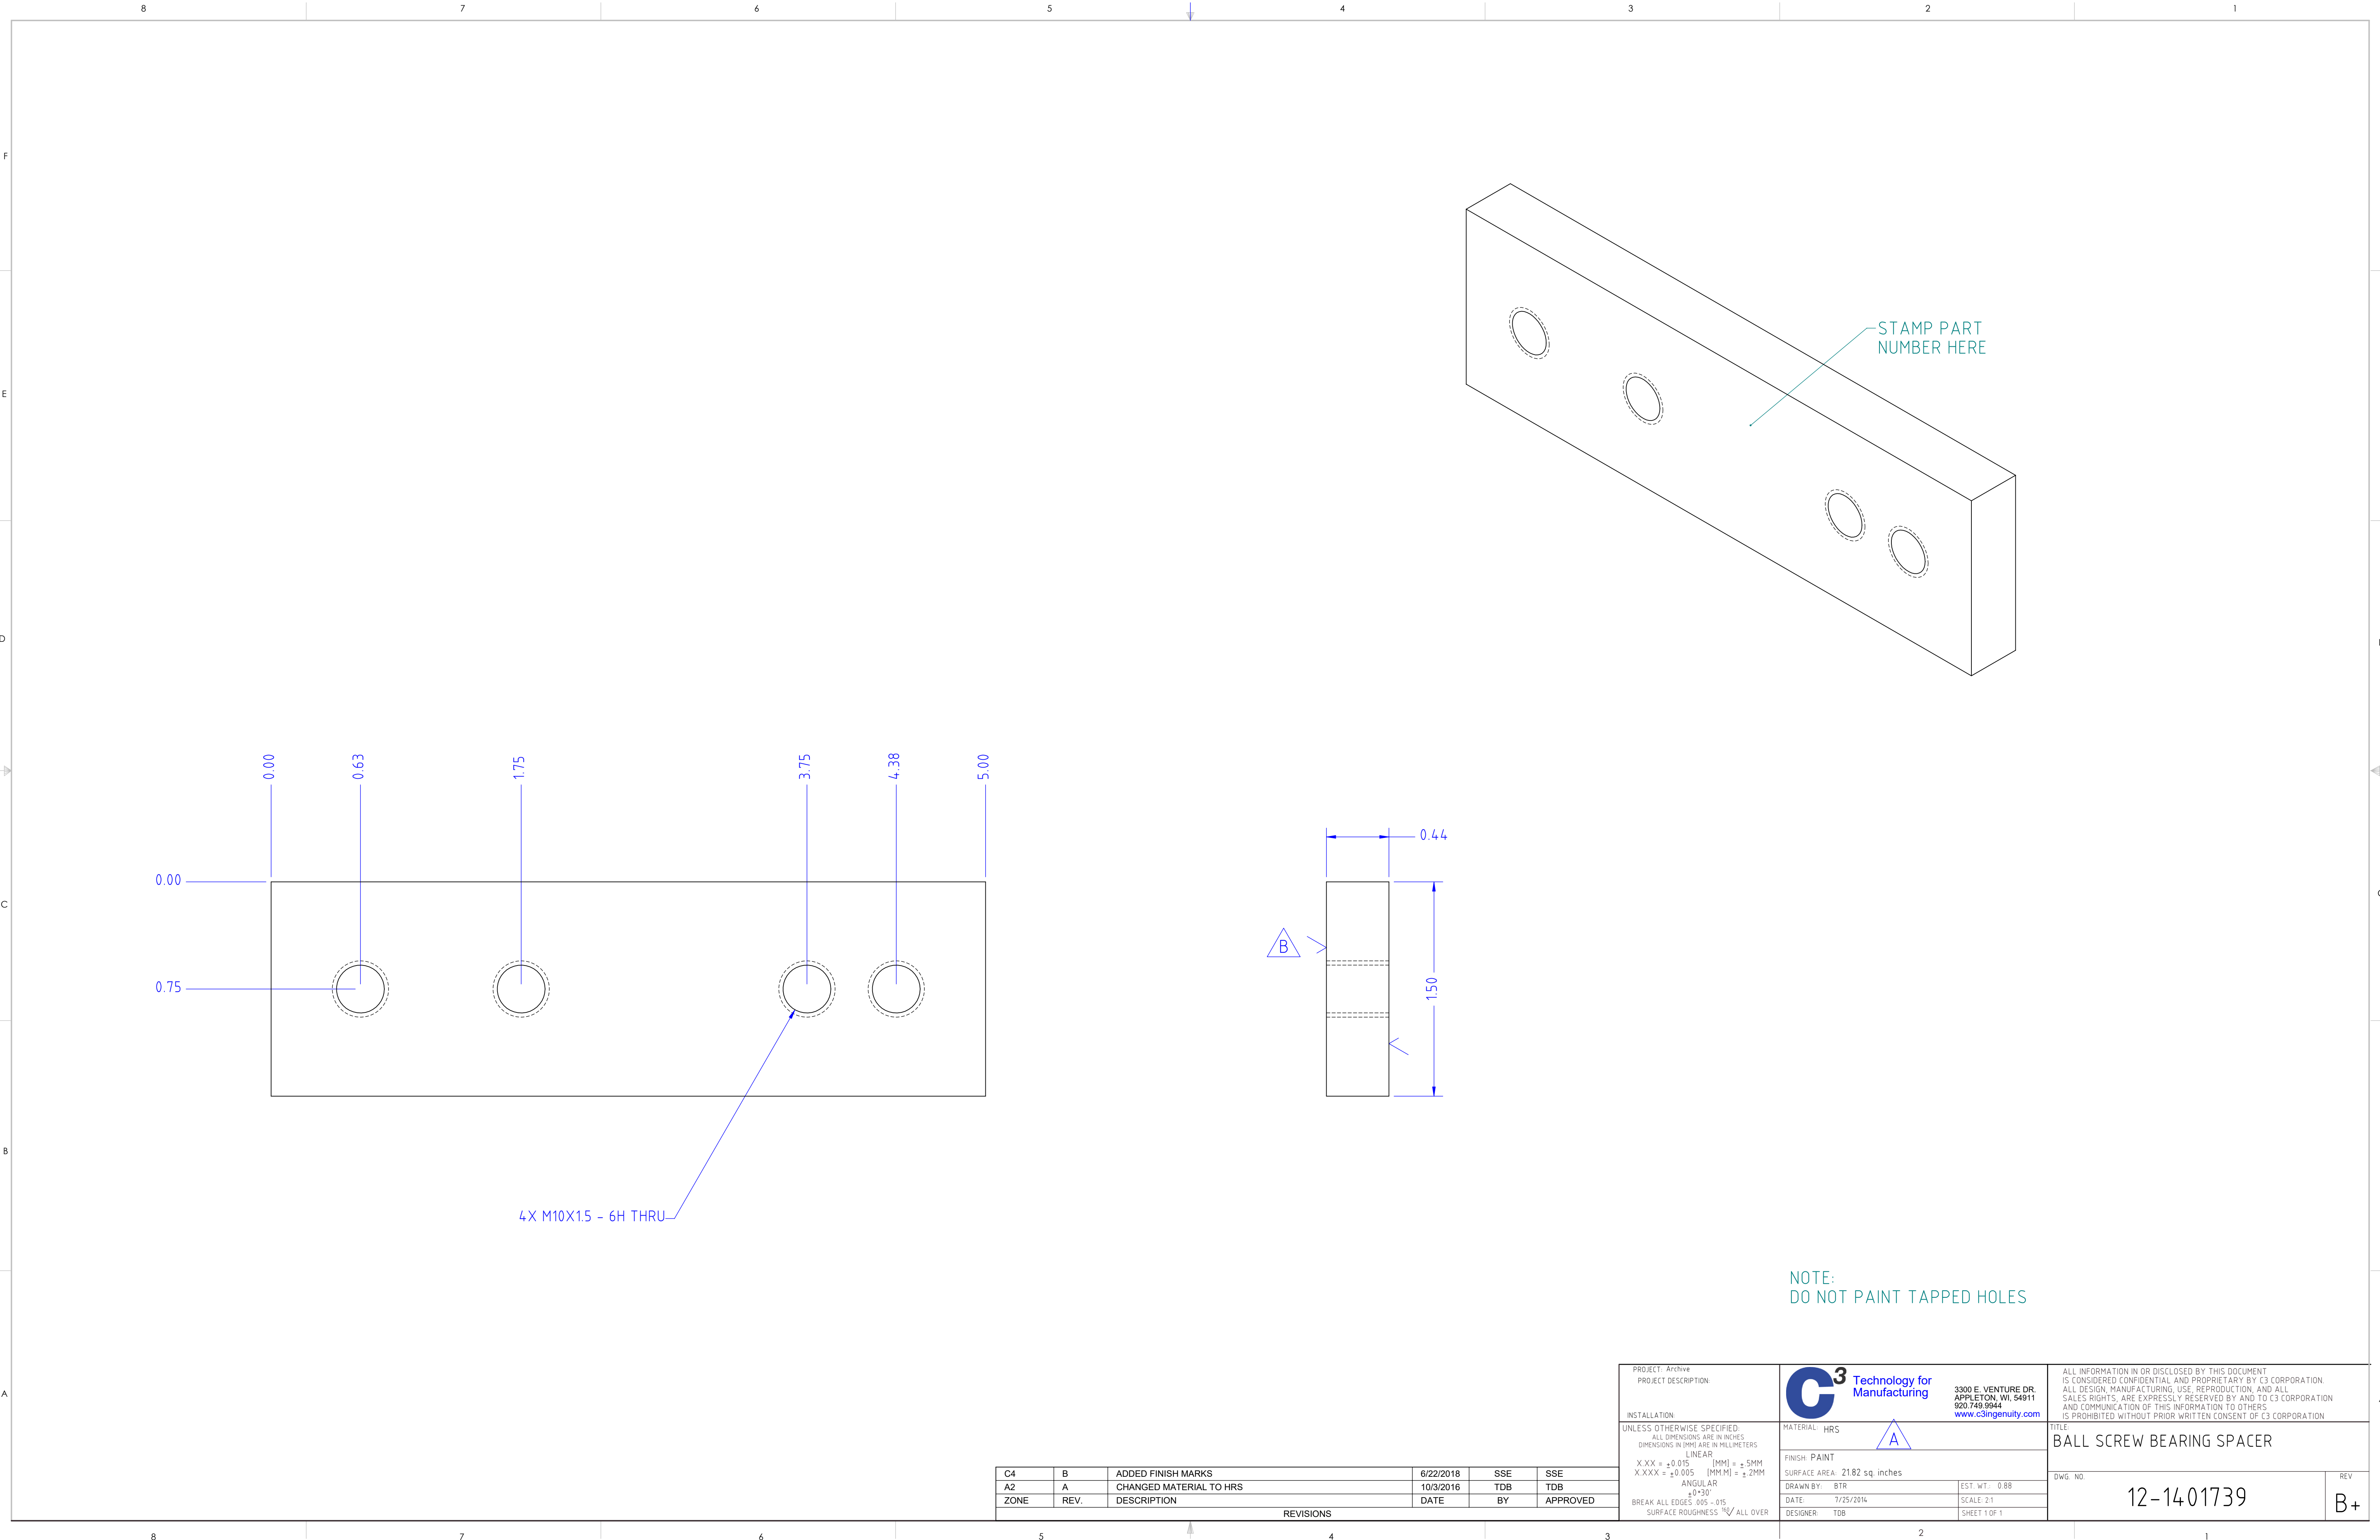 8 7 6 5 4 3 2 1
F
E
D
C
B
A
STAMP PART
NUMBER HERE
0.00
0.63
1.75
3.75
4.38
5.00
0.00
0.75
4X M10X1.5 - 6H THRU
0.44
B
1.50
NOTE:
DO NOT PAINT TAPPED HOLES
C4 B ADDED FINISH MARKS 6/22/2018 SSE SSE
A2 A CHANGED MATERIAL TO HRS 10/3/2016 TDB TDB
ZONE REV. DESCRIPTION DATE BY APPROVED
REVISIONS
PROJECT: Archive
PROJECT DESCRIPTION:
INSTALLATION:
UNLESS OTHERWISE SPECIFIED:
ALL DIMENSIONS ARE IN INCHES
DIMENSIONS IN [MM] ARE IN MILLIMETERS
LINEAR
X.XX = ±0.015 [MM] = ±.5MM
X.XXX = ±0.005 [MM.M] = ±.2MM
ANGULAR
±0°30'
BREAK ALL EDGES .005 -.015
SURFACE ROUGHNESS 160 ALL OVER
C3 Technology for
Manufacturing
3300 E. VENTURE DR.
APPLETON, WI, 54911
920.749.9944
www.c3ingenuity.com
MATERIAL: HRS
A
FINISH: PAINT
SURFACE AREA: 21.82 sq. inches
DRAWN BY: BTR EST. WT.: 0.88
DATE: 7/25/2014 SCALE: 2:1
DESIGNER: TDB SHEET 1 OF 1
ALL INFORMATION IN OR DISCLOSED BY THIS DOCUMENT
IS CONSIDERED CONFIDENTIAL AND PROPRIETARY BY C3 CORPORATION.
ALL DESIGN, MANUFACTURING, USE, REPRODUCTION, AND ALL
SALES RIGHTS, ARE EXPRESSLY RESERVED BY AND TO C3 CORPORATION
AND COMMUNICATION OF THIS INFORMATION TO OTHERS
IS PROHIBITED WITHOUT PRIOR WRITTEN CONSENT OF C3 CORPORATION
TITLE:
BALL SCREW BEARING SPACER
DWG. NO. REV
12-1401739 B+
8 7 6 5 4 3 2 1